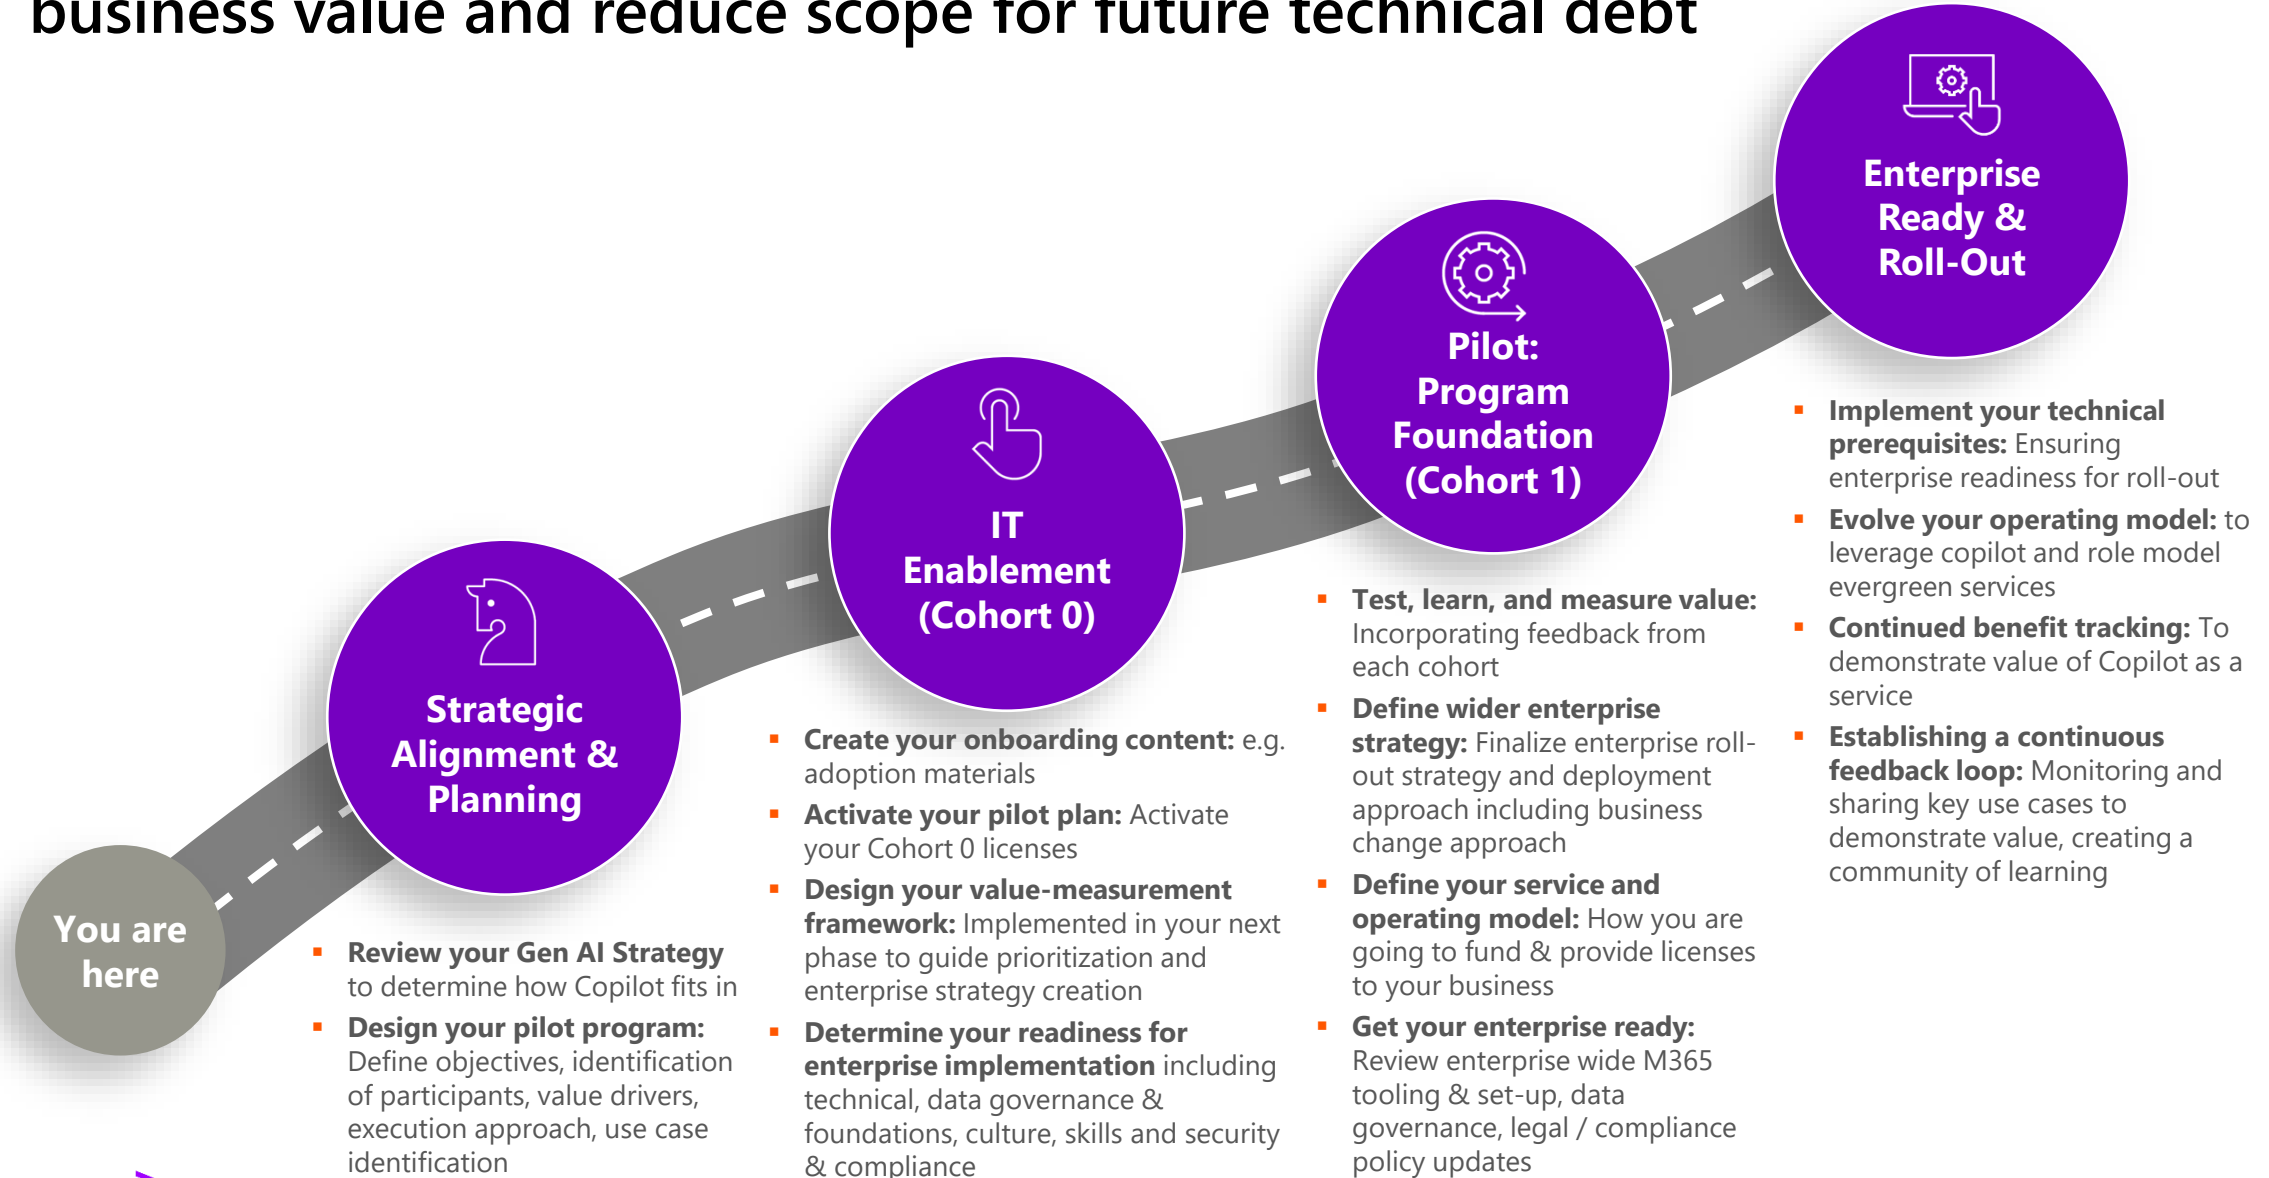 business value and reduce scope for future technical debt
You are
here
Strategic
Alignment &
Planning
▪ Review your Gen AI Strategy
to determine how Copilot fits in
▪ Design your pilot program:
Define objectives, identification
of participants, value drivers,
execution approach, use case
identification
IT
Enablement
(Cohort 0)
▪ Create your onboarding content: e.g.
adoption materials
▪ Activate your pilot plan: Activate
your Cohort 0 licenses
▪ Design your value-measurement
framework: Implemented in your next
phase to guide prioritization and
enterprise strategy creation
▪ Determine your readiness for
enterprise implementation including
technical, data governance &
foundations, culture, skills and security
& compliance
Pilot:
Program
Foundation
(Cohort 1)
▪ Test, learn, and measure value:
Incorporating feedback from
each cohort
▪ Define wider enterprise
strategy: Finalize enterprise roll-
out strategy and deployment
approach including business
change approach
▪ Define your service and
operating model: How you are
going to fund & provide licenses
to your business
▪ Get your enterprise ready:
Review enterprise wide M365
tooling & set-up, data
governance, legal / compliance
policy updates
Enterprise
Ready &
Roll-Out
▪ Implement your technical
prerequisites: Ensuring
enterprise readiness for roll-out
▪ Evolve your operating model: to
leverage copilot and role model
evergreen services
▪ Continued benefit tracking: To
demonstrate value of Copilot as a
service
▪ Establishing a continuous
feedback loop: Monitoring and
sharing key use cases to
demonstrate value, creating a
community of learning